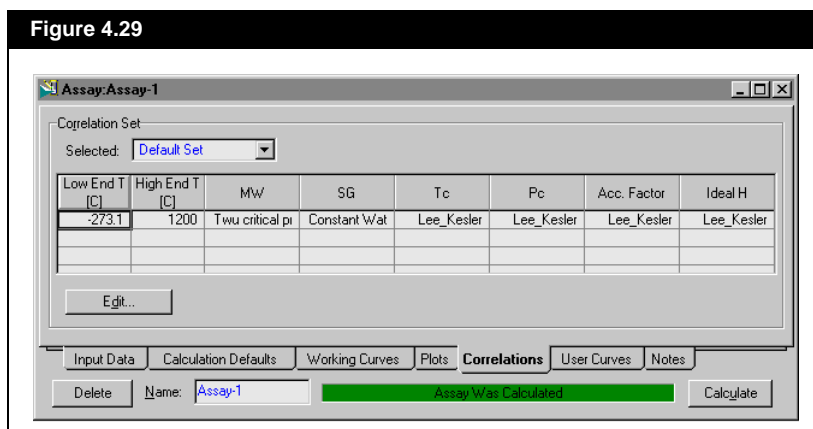 Figure 4.29
Assay:Assay-1
Correlation Set
Selected: Default Set
Low End T [C] High End T [C] MW SG Tc Pc Acc. Factor Ideal H
-273.1 1200 Twu critical pr Constant Wat Lee_Kesler Lee_Kesler Lee_Kesler Lee_Kesler
Edit...
Input Data Calculation Defaults Working Curves Plots Correlations User Curves Notes
Delete Name: Assay-1 Assay Was Calculated Calculate